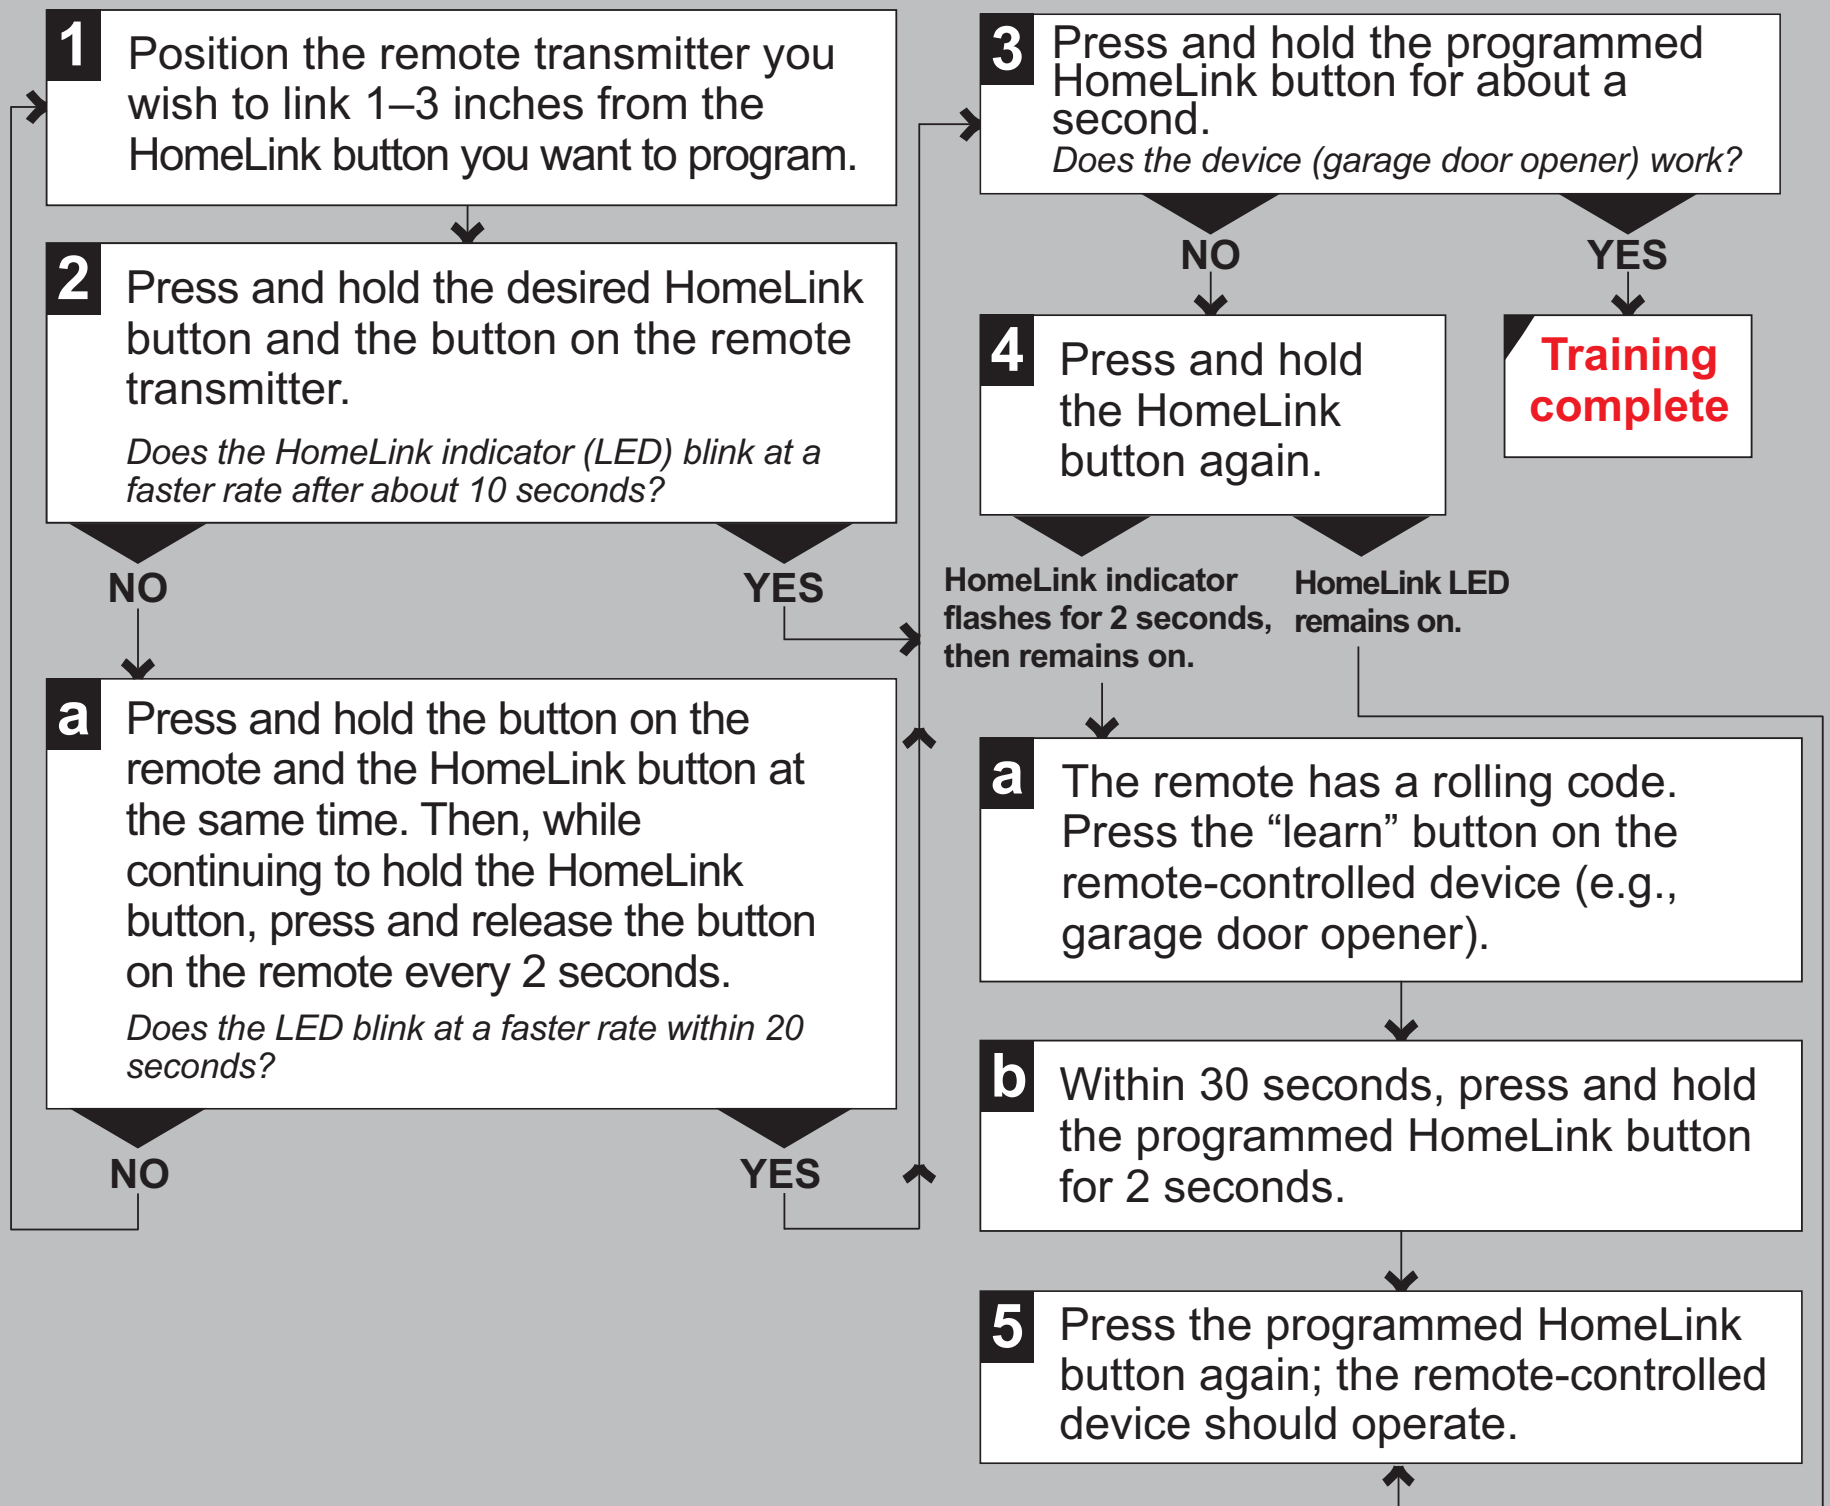 1
Position the remote transmitter you
wish to link 1–3 inches from the
HomeLink button you want to program.
2
Press and hold the desired HomeLink
button and the button on the remote
transmitter.
Does the HomeLink indicator (LED) blink at a
faster rate after about 10 seconds?
NO
YES
a
Press and hold the button on the
remote and the HomeLink button at
the same time. Then, while
continuing to hold the HomeLink
button, press and release the button
on the remote every 2 seconds.
Does the LED blink at a faster rate within 20
seconds?
NO
YES
3
Press and hold the programmed
HomeLink button for about a
second.
Does the device (garage door opener) work?
NO
YES
4
Press and hold
the HomeLink
button again.
Training
complete
HomeLink indicator
flashes for 2 seconds,
then remains on.
HomeLink LED
remains on.
a
The remote has a rolling code.
Press the “learn” button on the
remote-controlled device (e.g.,
garage door opener).
b
Within 30 seconds, press and hold
the programmed HomeLink button
for 2 seconds.
5
Press the programmed HomeLink
button again; the remote-controlled
device should operate.